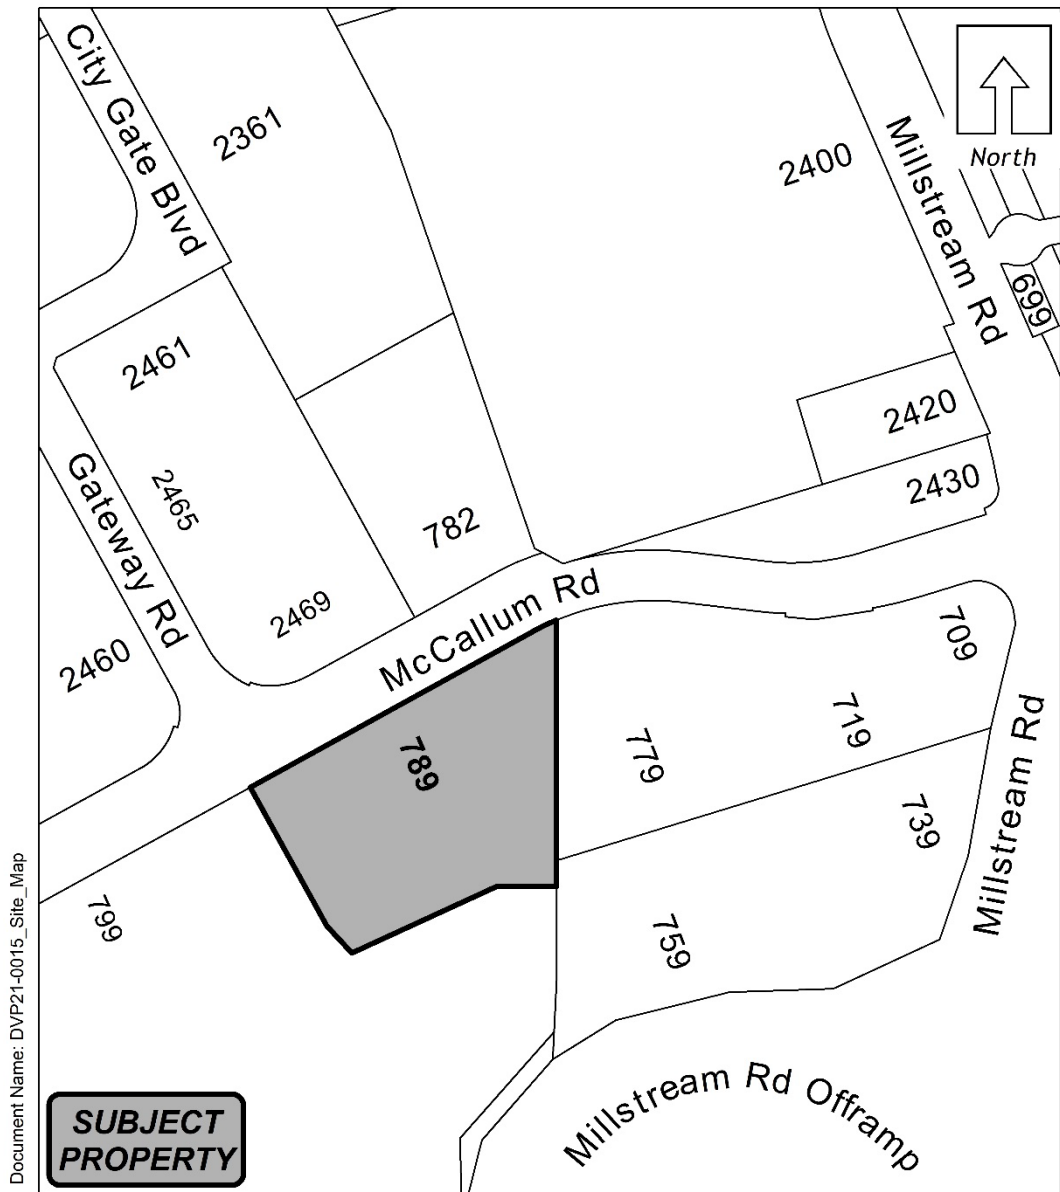 City Gate Blvd
2361
2400
Millstream Rd
North
699
2461
2420
2430
Gateway Rd
2465
782
2469
McCallum Rd
2460
709
789
779
719
Millstream Rd
739
799
759
Millstream Rd Offramp
SUBJECT
PROPERTY
Document Name: DVP21-0015_Site_Map